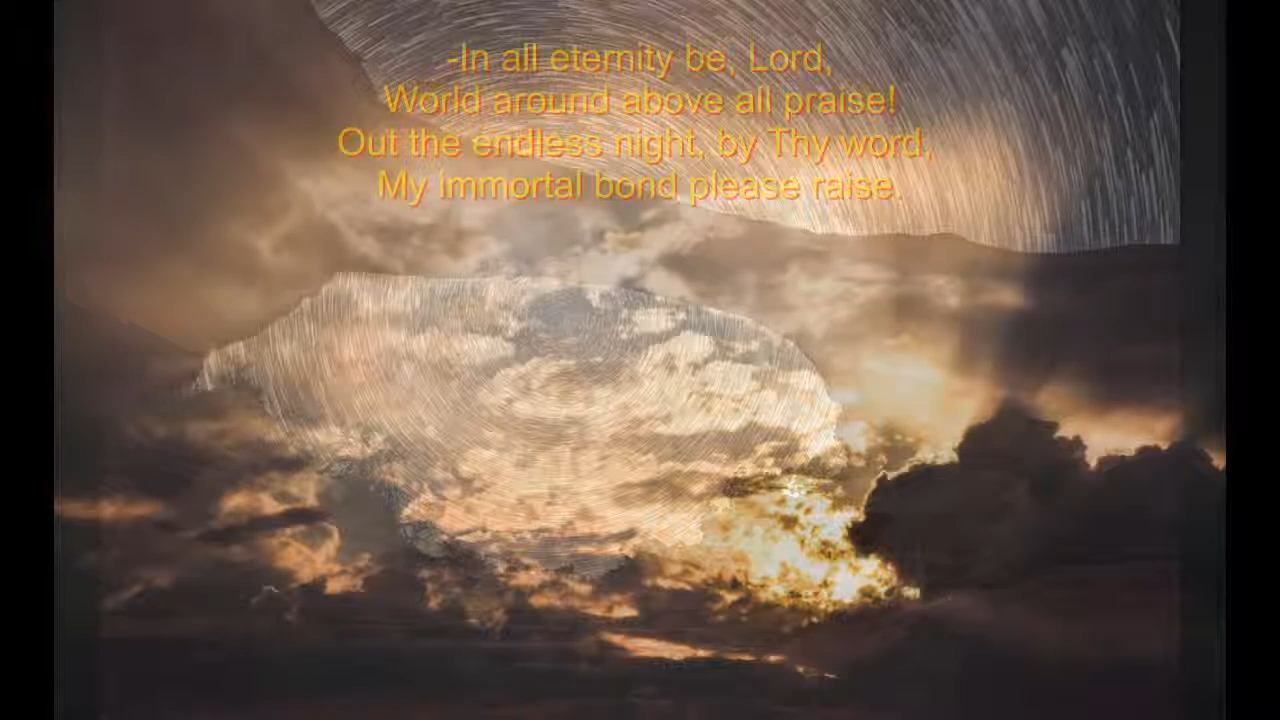 -In all eternity be, Lord,
World around above all praise!
Out the endless night, by Thy word,
My immortal bond please raise.